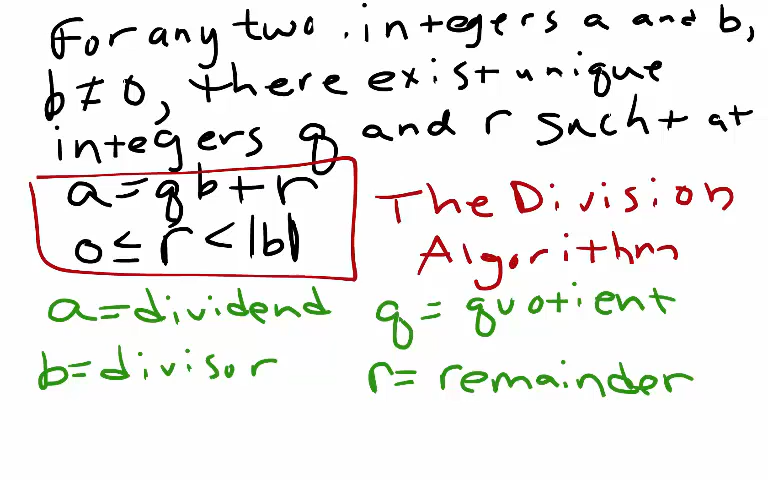 For any two integers a and b,
b ≠ 0, there exist unique
integers q and r such t at
a = qb + r
0 ≤ r < |b|
The Division
Algorithm
a = dividend
q = quotient
b = divisor
r = remainder